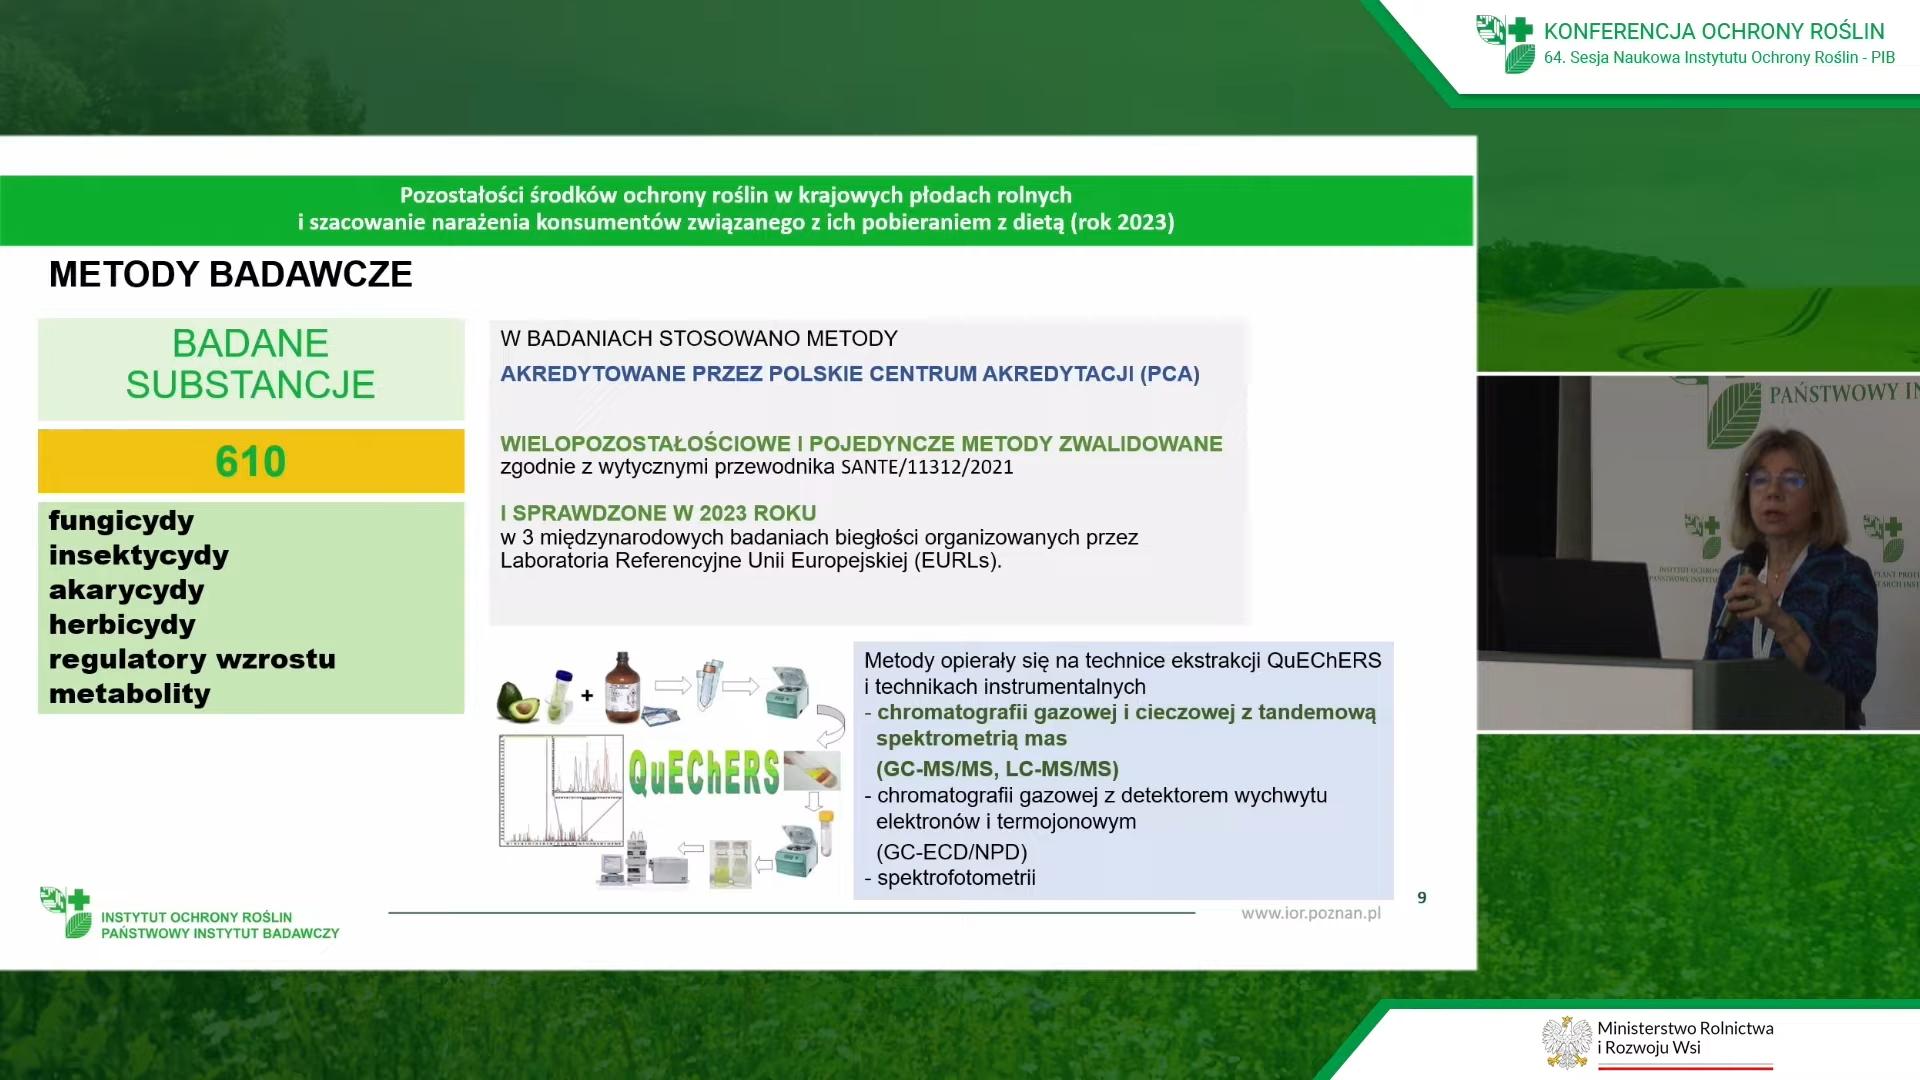 KONFERENCJA OCHRONY ROŚLIN
64. Sesja Naukowa Instytutu Ochrony Roślin - PIB
Pozostałości środków ochrony roślin w krajowych płodach rolnych
i szacowanie narażenia konsumentów związanego z ich pobieraniem z dietą (rok 2023)
METODY BADAWCZE
BADANE
SUBSTANCJE
610
fungicydy
insektycydy
akarycydy
herbicydy
regulatory wzrostu
metabolity
W BADANIACH STOSOWANO METODY
AKREDYTOWANE PRZEZ POLSKIE CENTRUM AKREDYTACJI (PCA)
WIELOPOZOSTAŁOŚCIOWE I POJEDYNCZE METODY ZWALIDOWANE
zgodnie z wytycznymi przewodnika SANTE/11312/2021
I SPRAWDZONE W 2023 ROKU
w 3 międzynarodowych badaniach biegłości organizowanych przez
Laboratoria Referencyjne Unii Europejskiej (EURLs).
+
QuEChERS
Metody opierały się na technice ekstrakcji QuEChERS
i technikach instrumentalnych
- chromatografii gazowej i cieczowej z tandemową
spektrometrią mas
(GC-MS/MS, LC-MS/MS)
- chromatografii gazowej z detektorem wychwytu
elektronów i termojonowym
(GC-ECD/NPD)
- spektrofotometrii
INSTYTUT OCHRONY ROŚLIN
PAŃSTWOWY INSTYTUT BADAWCZY
www.ior.poznan.pl
9
PAŃSTWOWY IN
Ministerstwo Rolnictwa
i Rozwoju Wsi